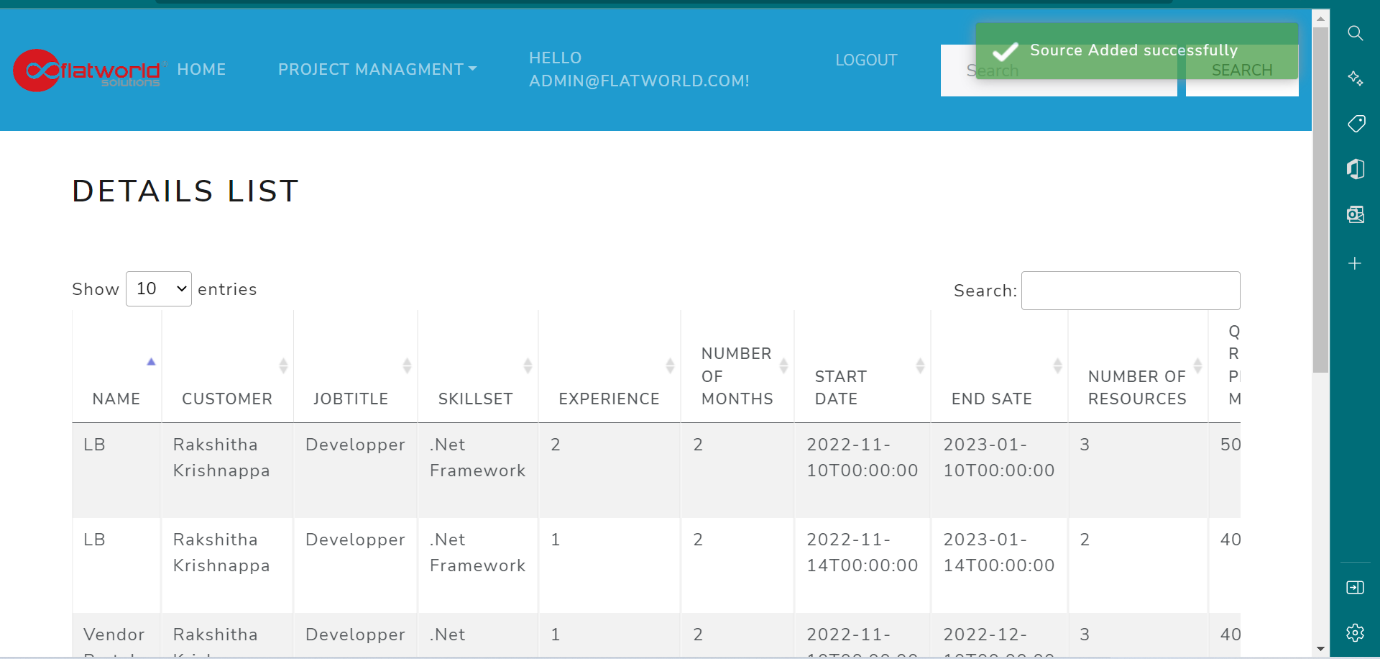 flatworld
solutions
HOME
PROJECT MANAGMENT
HELLO
ADMIN@FLATWORLD.COM!
LOGOUT
Search
SEARCH
Source Added successfully
DETAILS LIST
Show 10 entries
Search:
NAME
CUSTOMER
JOBTITLE
SKILLSET
EXPERIENCE
NUMBER
OF
MONTHS
START
DATE
END SATE
NUMBER OF
RESOURCES
Q
R
M
LB
Rakshitha
Krishnappa
Developper
.Net
Framework
2
2
2022-11-
10T00:00:00
2023-01-
10T00:00:00
3
50
LB
Rakshitha
Krishnappa
Developper
.Net
Framework
1
2
2022-11-
14T00:00:00
2023-01-
14T00:00:00
2
40
Vendor
Rakshitha
Developper
.Net
1
2
2022-11-
2022-12-
3
40